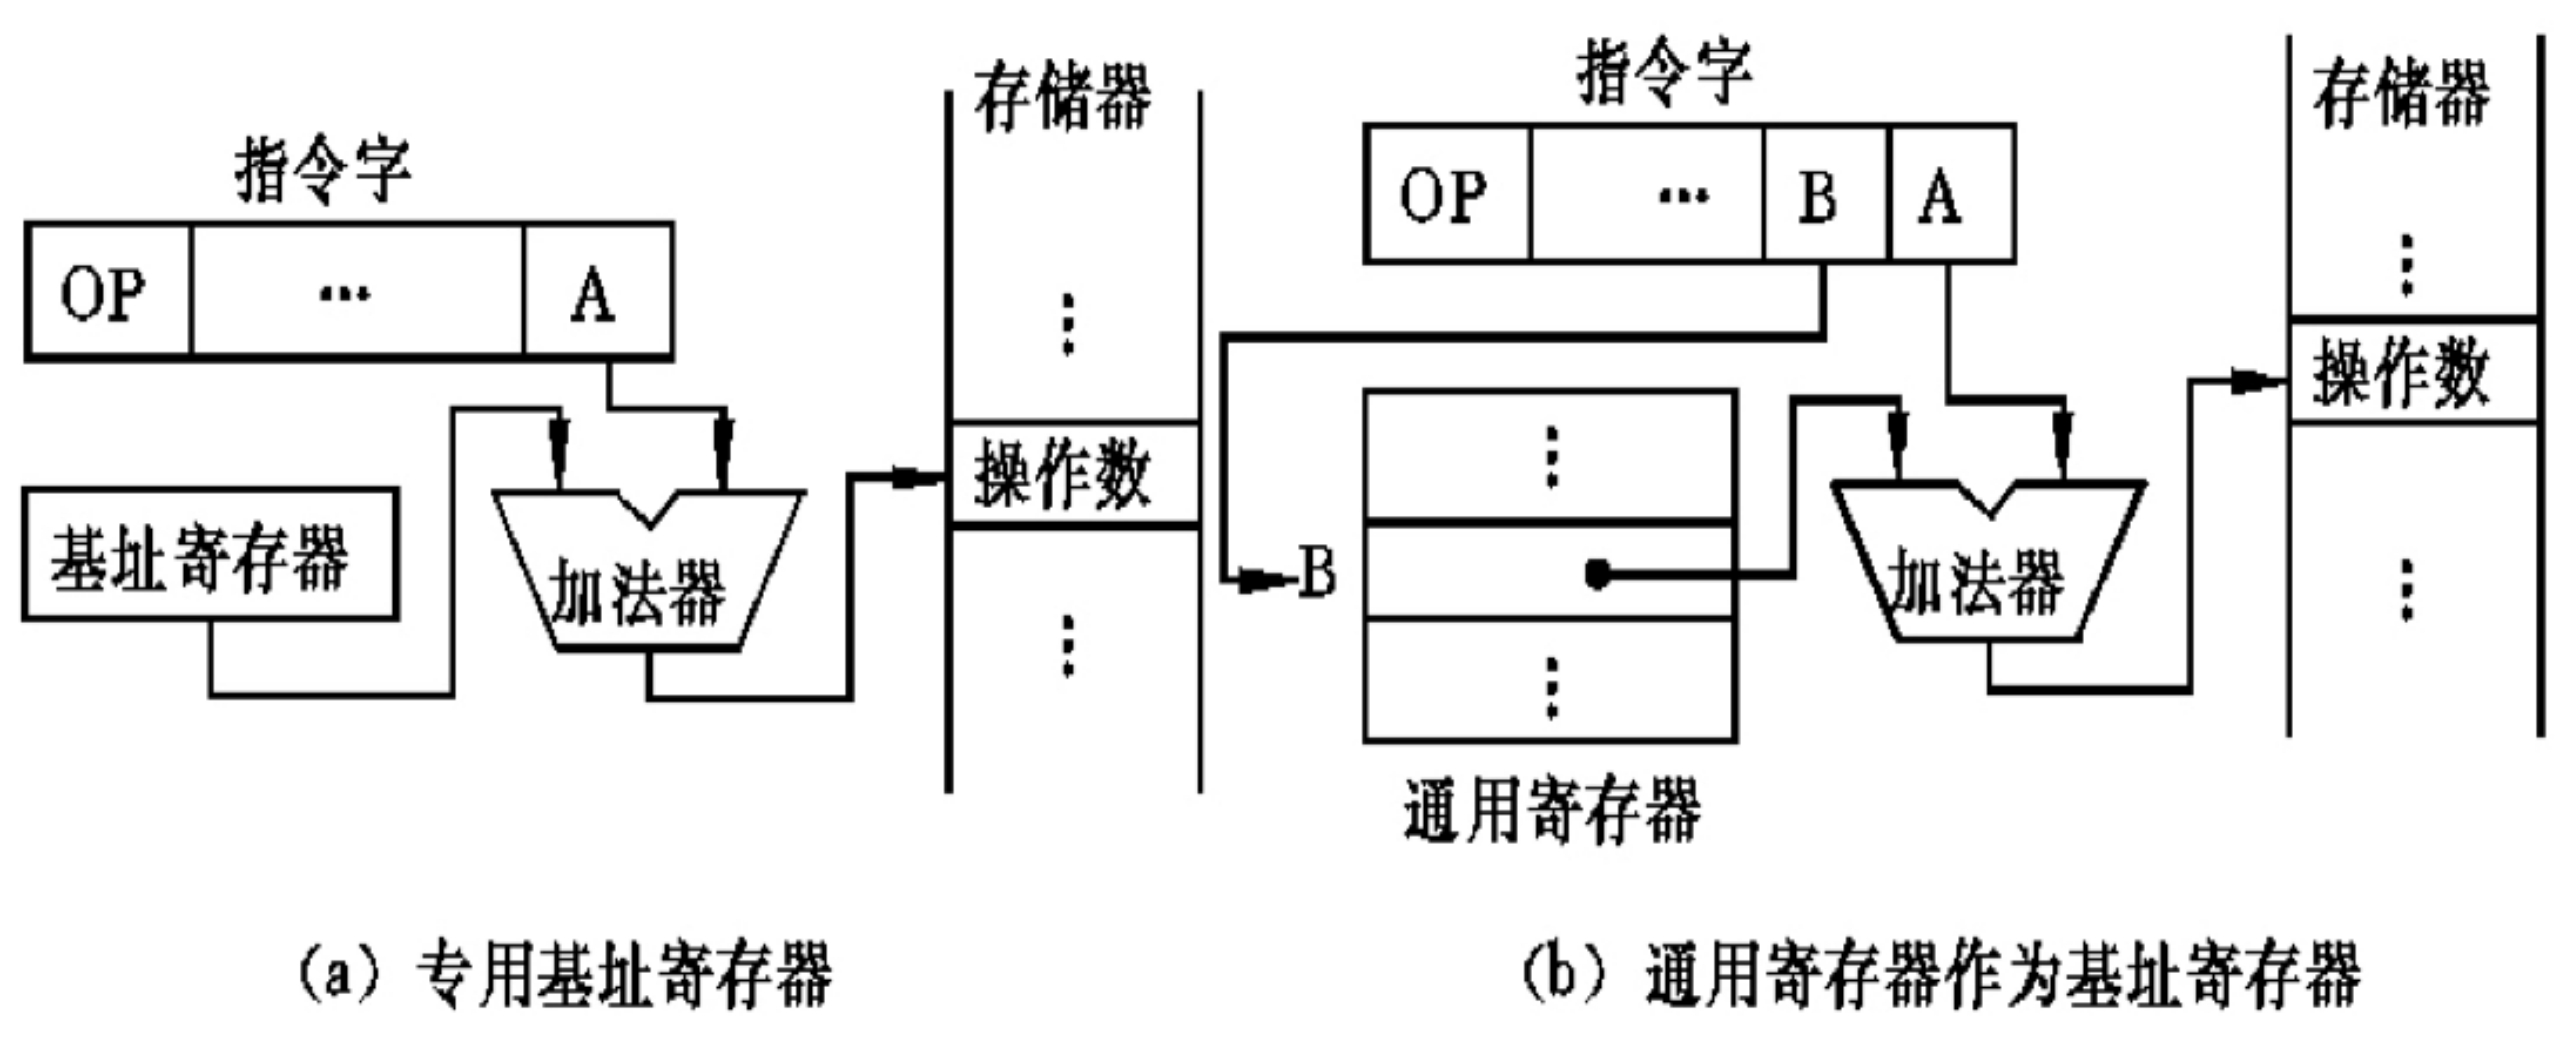 指令字
OP ... A
基址寄存器
加法器
存储器
⋮
操作数
⋮
(a) 专用基址寄存器
指令字
OP ... B A
B
⋮
⋮
通用寄存器
加法器
存储器
⋮
操作数
⋮
(b) 通用寄存器作为基址寄存器